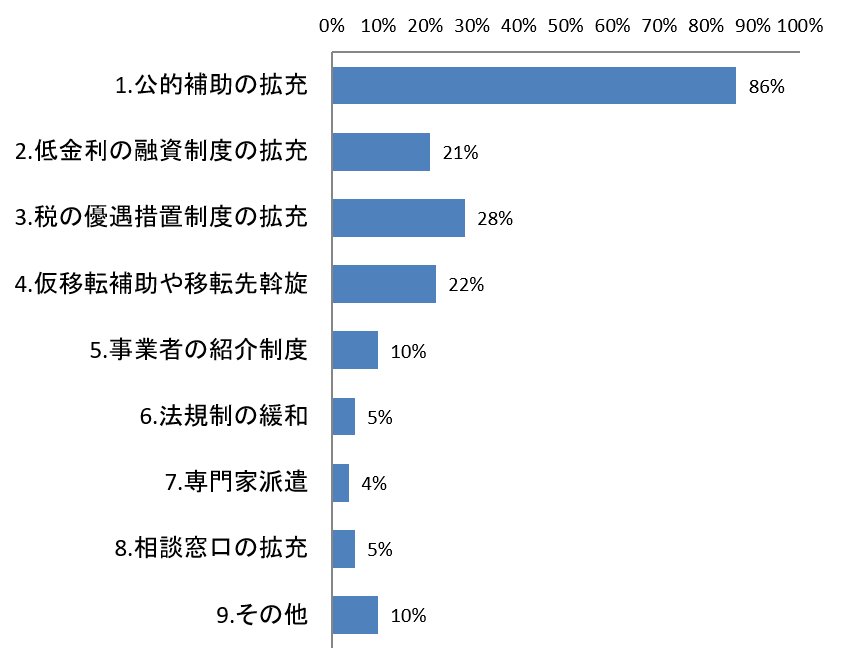 0% 10% 20% 30% 40% 50% 60% 70% 80% 90% 100%
1.公的補助の拡充 86%
2.低金利の融資制度の拡充 21%
3.税の優遇措置制度の拡充 28%
4.仮移転補助や移転先斡旋 22%
5.事業者の紹介制度 10%
6.法規制の緩和 5%
7.専門家派遣 4%
8.相談窓口の拡充 5%
9.その他 10%